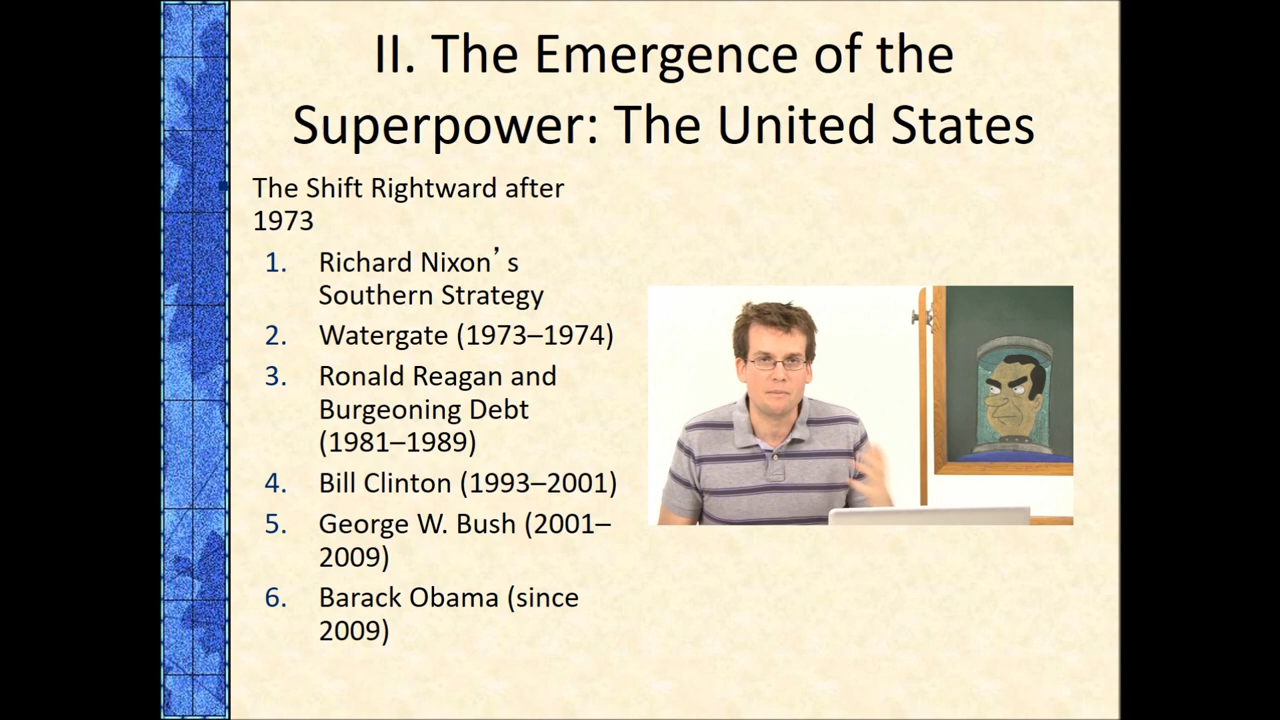 II. The Emergence of the
Superpower: The United States
The Shift Rightward after
1973
1. Richard Nixon’s
Southern Strategy
2. Watergate (1973–1974)
3. Ronald Reagan and
Burgeoning Debt
(1981–1989)
4. Bill Clinton (1993–2001)
5. George W. Bush (2001–
2009)
6. Barack Obama (since
2009)